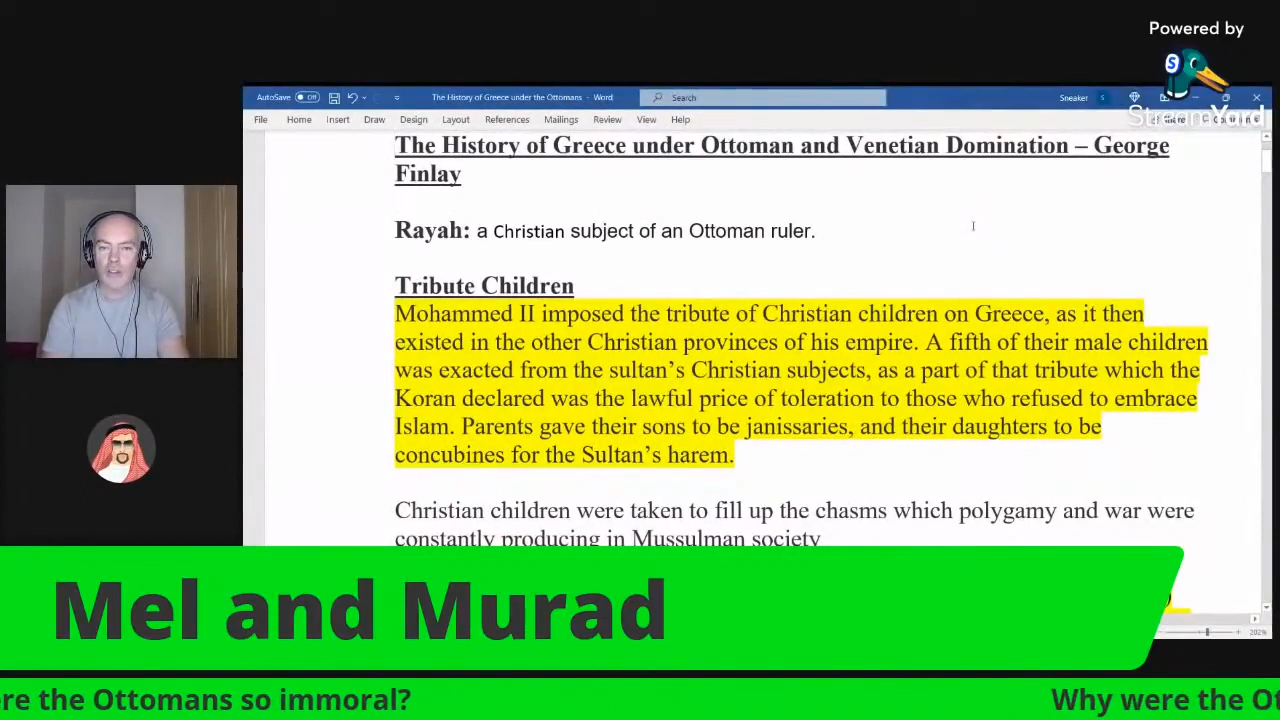 Powered by
StreamYard
AutoSave Off
The History of Greece under the Ottomans - Word
Search
Sneaker
S
File Home Insert Draw Design Layout References Mailings Review View Help
The History of Greece under Ottoman and Venetian Domination – George
Finlay
Rayah: a Christian subject of an Ottoman ruler.
Tribute Children
Mohammed II imposed the tribute of Christian children on Greece, as it then
existed in the other Christian provinces of his empire. A fifth of their male children
was exacted from the sultan’s Christian subjects, as a part of that tribute which the
Koran declared was the lawful price of toleration to those who refused to embrace
Islam. Parents gave their sons to be janissaries, and their daughters to be
concubines for the Sultan’s harem.
Christian children were taken to fill up the chasms which polygamy and war were
constantly producing in Mussulman society
202%
Mel and Murad
ere the Ottomans so immoral?
Why were the Ot